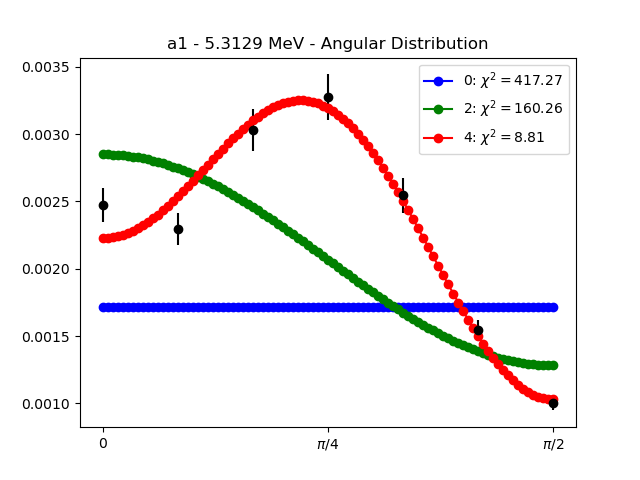 a1 - 5.3129 MeV - Angular Distribution
0.0035
0.0030
0.0025
0.0020
0.0015
0.0010
0: χ² = 417.27
2: χ² = 160.26
4: χ² = 8.81
0
π/4
π/2